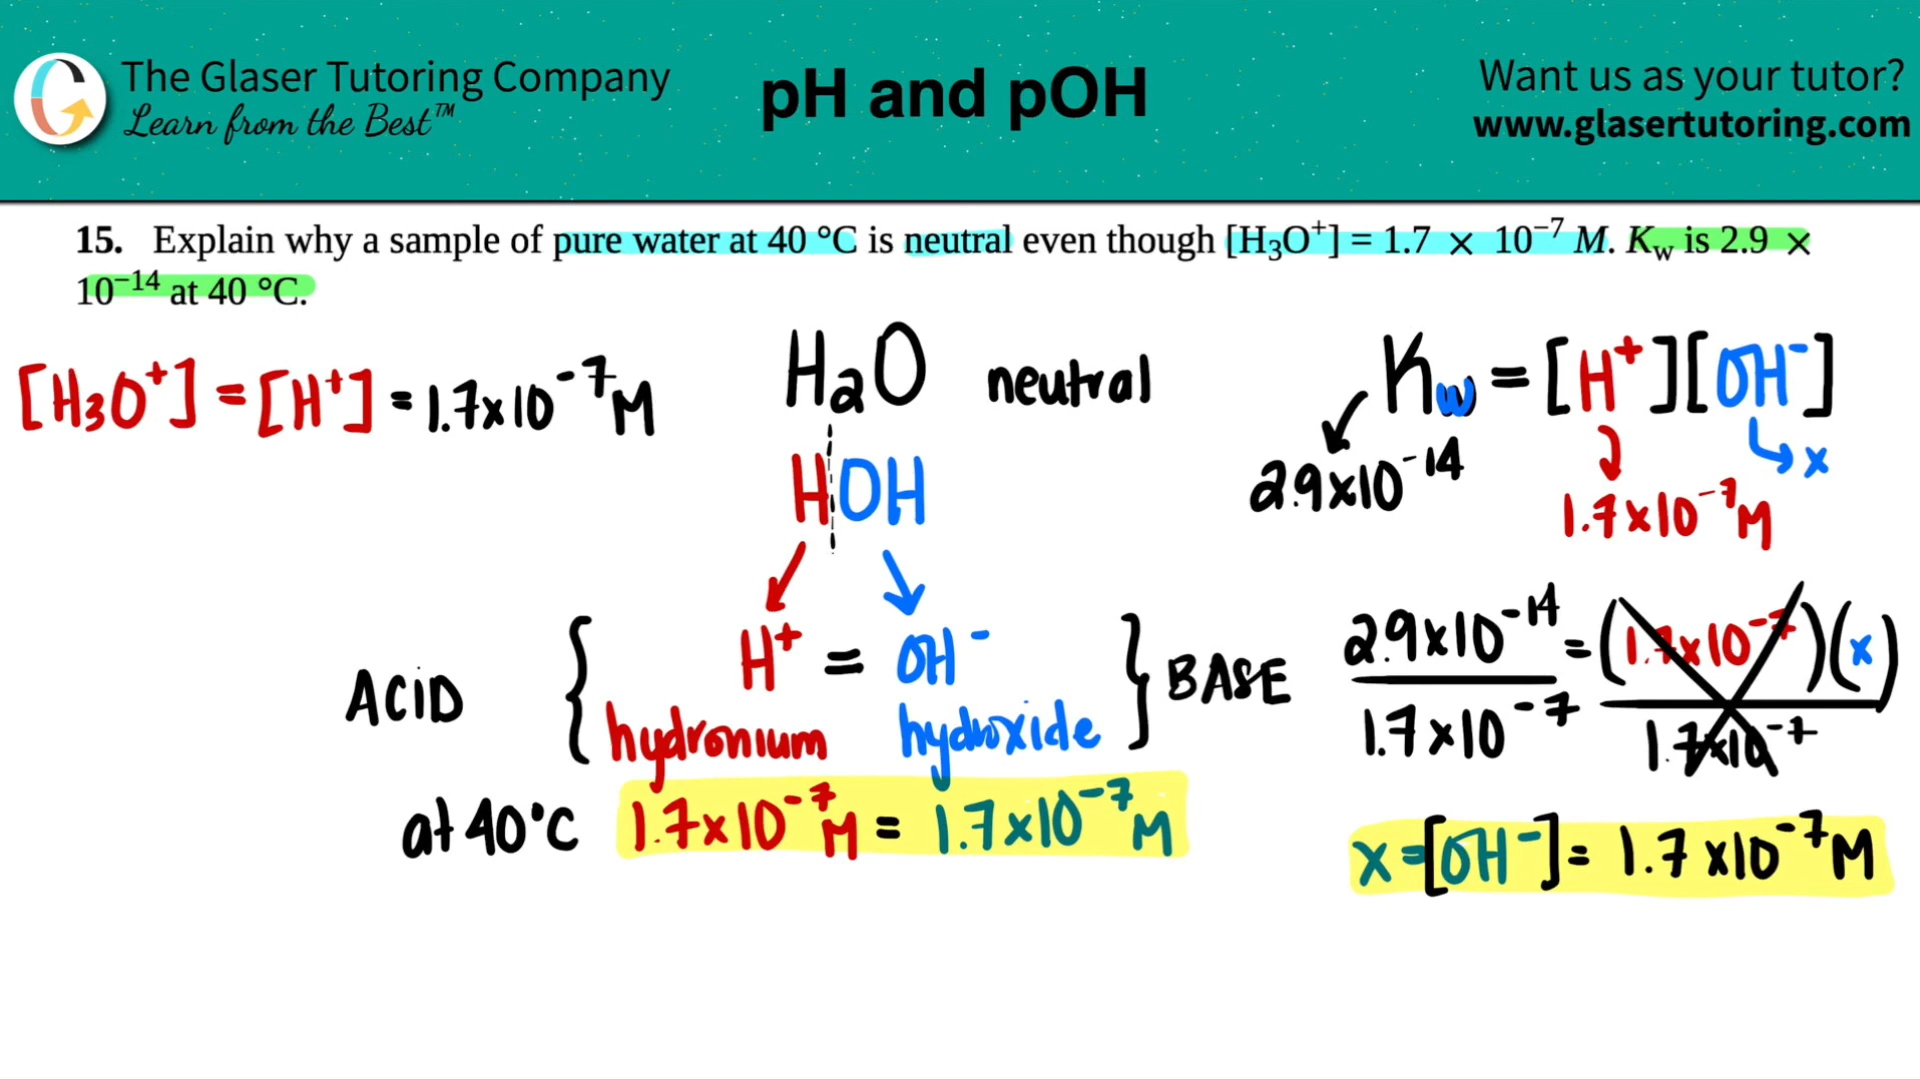 The Glaser Tutoring Company
Learn from the Best™
pH and pOH
Want us as your tutor?
www.glasertutoring.com
15. Explain why a sample of pure water at 40 °C is neutral even though [H₃O⁺] = 1.7 × 10⁻⁷ M. K_w is 2.9 ×
10⁻¹⁴ at 40 °C.
[H₃O⁺] = [H⁺] = 1.7x10⁻⁷M
H₂O neutral
HOH
H⁺ = OH⁻
ACID { } BASE
hydronium hydroxide
at 40°C 1.7x10⁻⁷M = 1.7x10⁻⁷M
Kw = [H⁺][OH⁻]
2.9x10⁻¹⁴ 1.7x10⁻⁷M x
2.9x10⁻¹⁴ = (1.7x10⁻⁷)(x)
1.7x10⁻⁷ 1.7x10⁻⁷
x = [OH⁻] = 1.7x10⁻⁷M